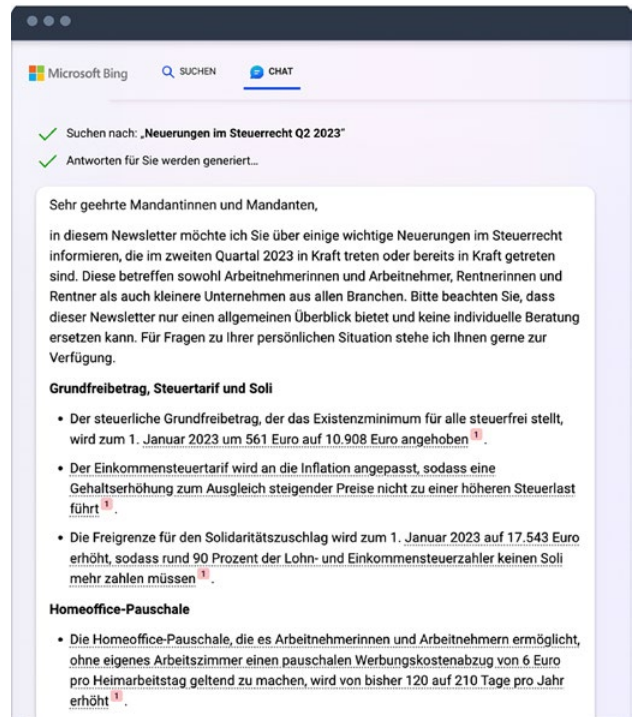 Microsoft Bing SUCHEN CHAT
Suchen nach: „Neuerungen im Steuerrecht Q2 2023"
Antworten für Sie werden generiert...
Sehr geehrte Mandantinnen und Mandanten,
in diesem Newsletter möchte ich Sie über einige wichtige Neuerungen im Steuerrecht
informieren, die im zweiten Quartal 2023 in Kraft treten oder bereits in Kraft getreten
sind. Diese betreffen sowohl Arbeitnehmerinnen und Arbeitnehmer, Rentnerinnen und
Rentner als auch kleinere Unternehmen aus allen Branchen. Bitte beachten Sie, dass
dieser Newsletter nur einen allgemeinen Überblick bietet und keine individuelle Beratung
ersetzen kann. Für Fragen zu Ihrer persönlichen Situation stehe ich Ihnen gerne zur
Verfügung.
Grundfreibetrag, Steuertarif und Soli
• Der steuerliche Grundfreibetrag, der das Existenzminimum für alle steuerfrei stellt,
wird zum 1. Januar 2023 um 561 Euro auf 10.908 Euro angehoben 1 .
• Der Einkommensteuertarif wird an die Inflation angepasst, sodass eine
Gehaltserhöhung zum Ausgleich steigender Preise nicht zu einer höheren Steuerlast
führt 1 .
• Die Freigrenze für den Solidaritätszuschlag wird zum 1. Januar 2023 auf 17.543 Euro
erhöht, sodass rund 90 Prozent der Lohn- und Einkommensteuerzahler keinen Soli
mehr zahlen müssen 1 .
Homeoffice-Pauschale
• Die Homeoffice-Pauschale, die es Arbeitnehmerinnen und Arbeitnehmern ermöglicht,
ohne eigenes Arbeitszimmer einen pauschalen Werbungskostenabzug von 6 Euro
pro Heimarbeitstag geltend zu machen, wird von bisher 120 auf 210 Tage pro Jahr
erhöht 1 .